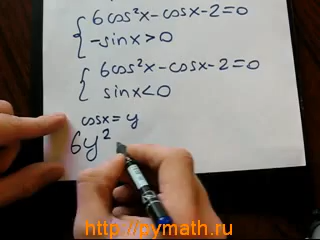 6cos²x-cosx-2=0
-sinx>0
6cos²x-cosx-2=0
sinx<0
cosx=y
6y²
http://pymath.ru